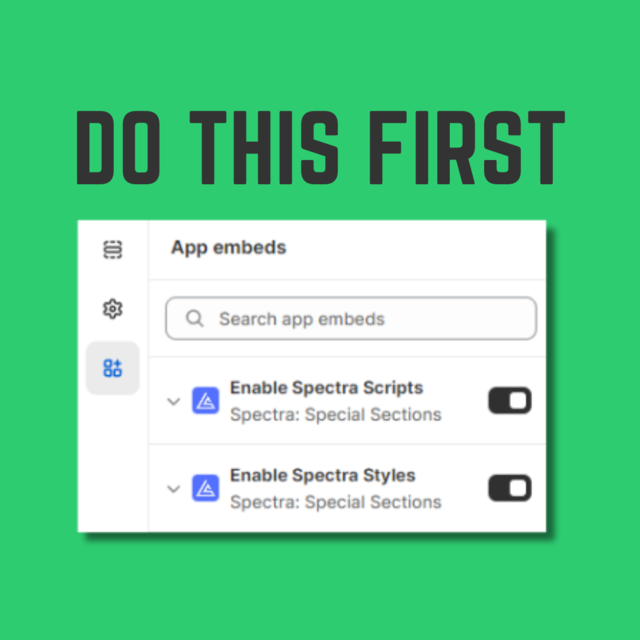 DO THIS FIRST
App embeds
Search app embeds
Enable Spectra Scripts
Spectra: Special Sections
Enable Spectra Styles
Spectra: Special Sections